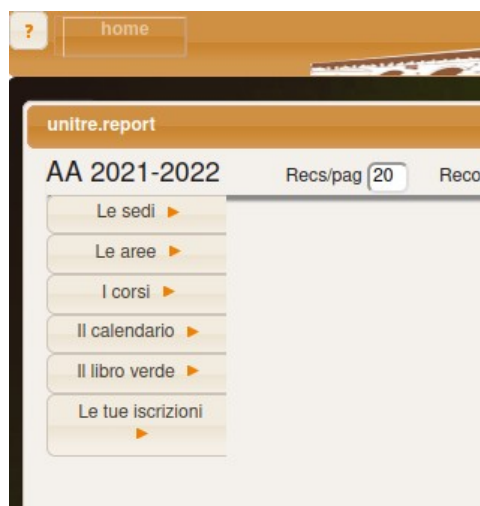 ? home
unitre.report
AA 2021-2022 Recs/pag 20 Reco
Le sedi
Le aree
I corsi
Il calendario
Il libro verde
Le tue iscrizioni